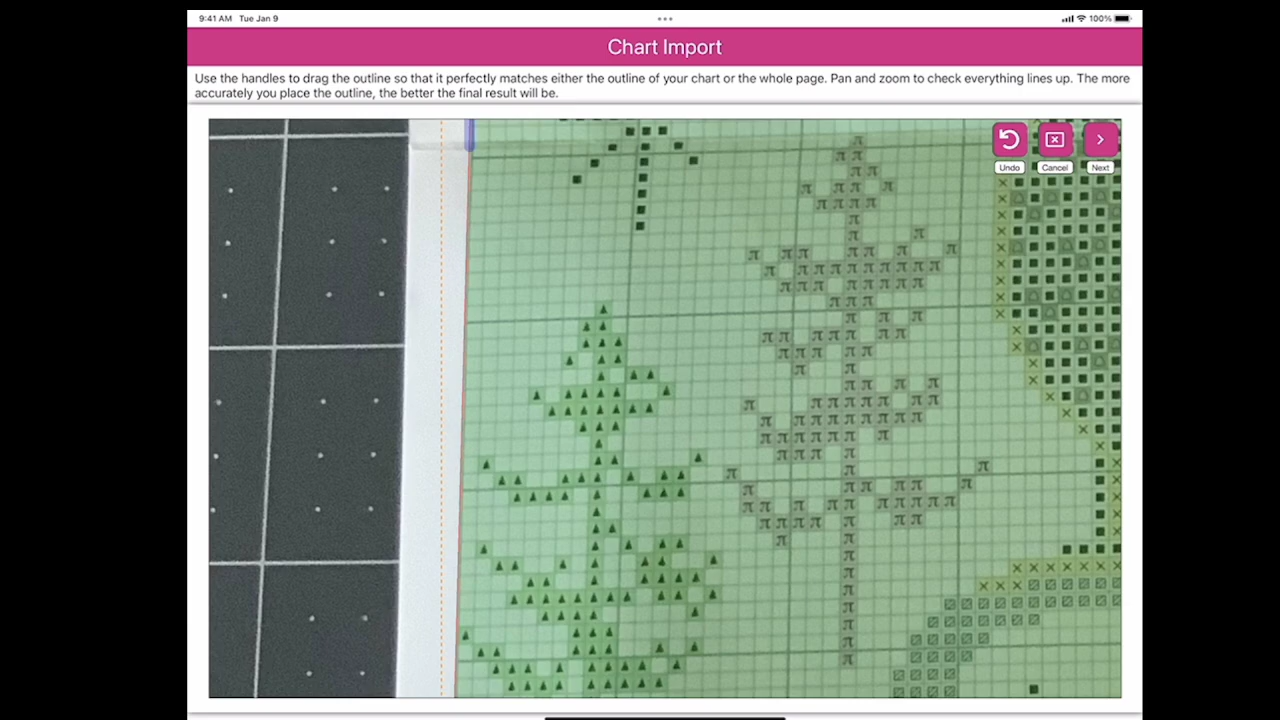 9:41 AM Tue Jan 9
100%
Chart Import
Use the handles to drag the outline so that it perfectly matches either the outline of your chart or the whole page. Pan and zoom to check everything lines up. The more
accurately you place the outline, the better the final result will be.
Undo
Cancel
Next